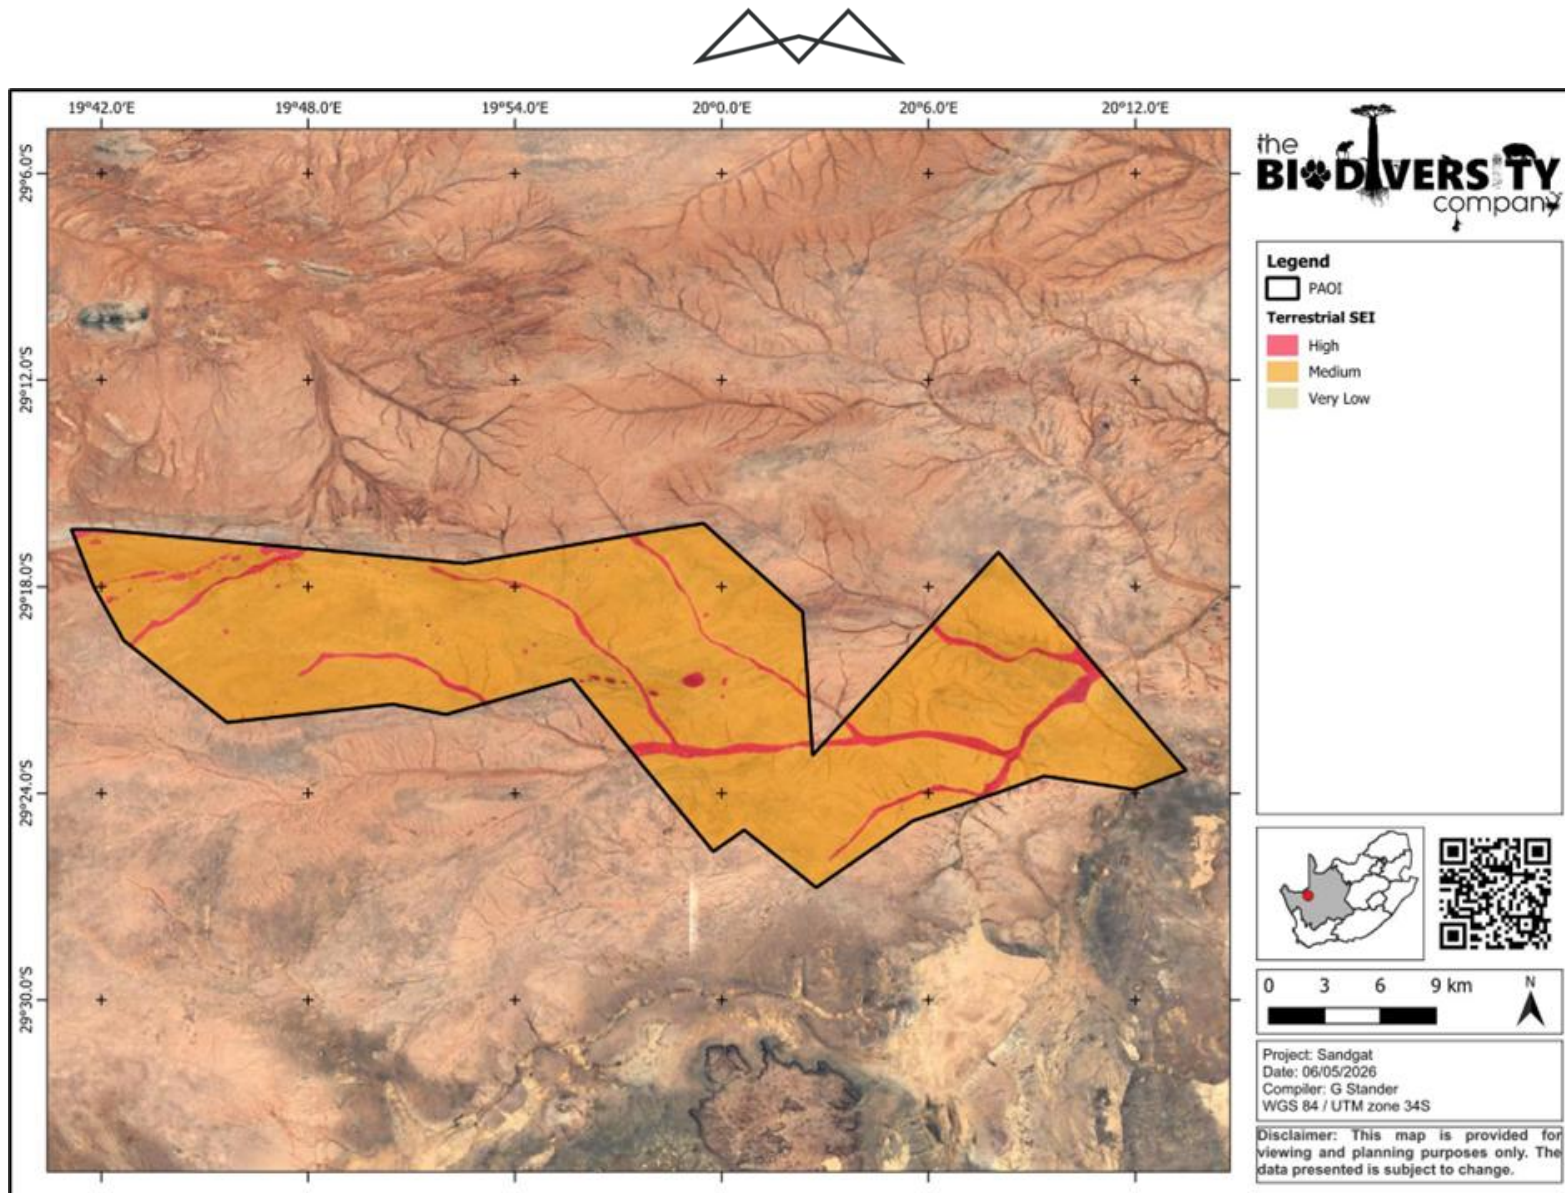 19°42.0'E 19°48.0'E 19°54.0'E 20°0.0'E 20°6.0'E 20°12.0'E
29°6.0'S
29°12.0'S
29°18.0'S
29°24.0'S
29°30.0'S
the
BIODIVERSITY
company
Legend
PAOI
Terrestrial SEI
High
Medium
Very Low
0 3 6 9 km
N
Project: Sandgat
Date: 06/05/2026
Compiler: G Stander
WGS 84 / UTM zone 34S
Disclaimer: This map is provided for
viewing and planning purposes only. The
data presented is subject to change.